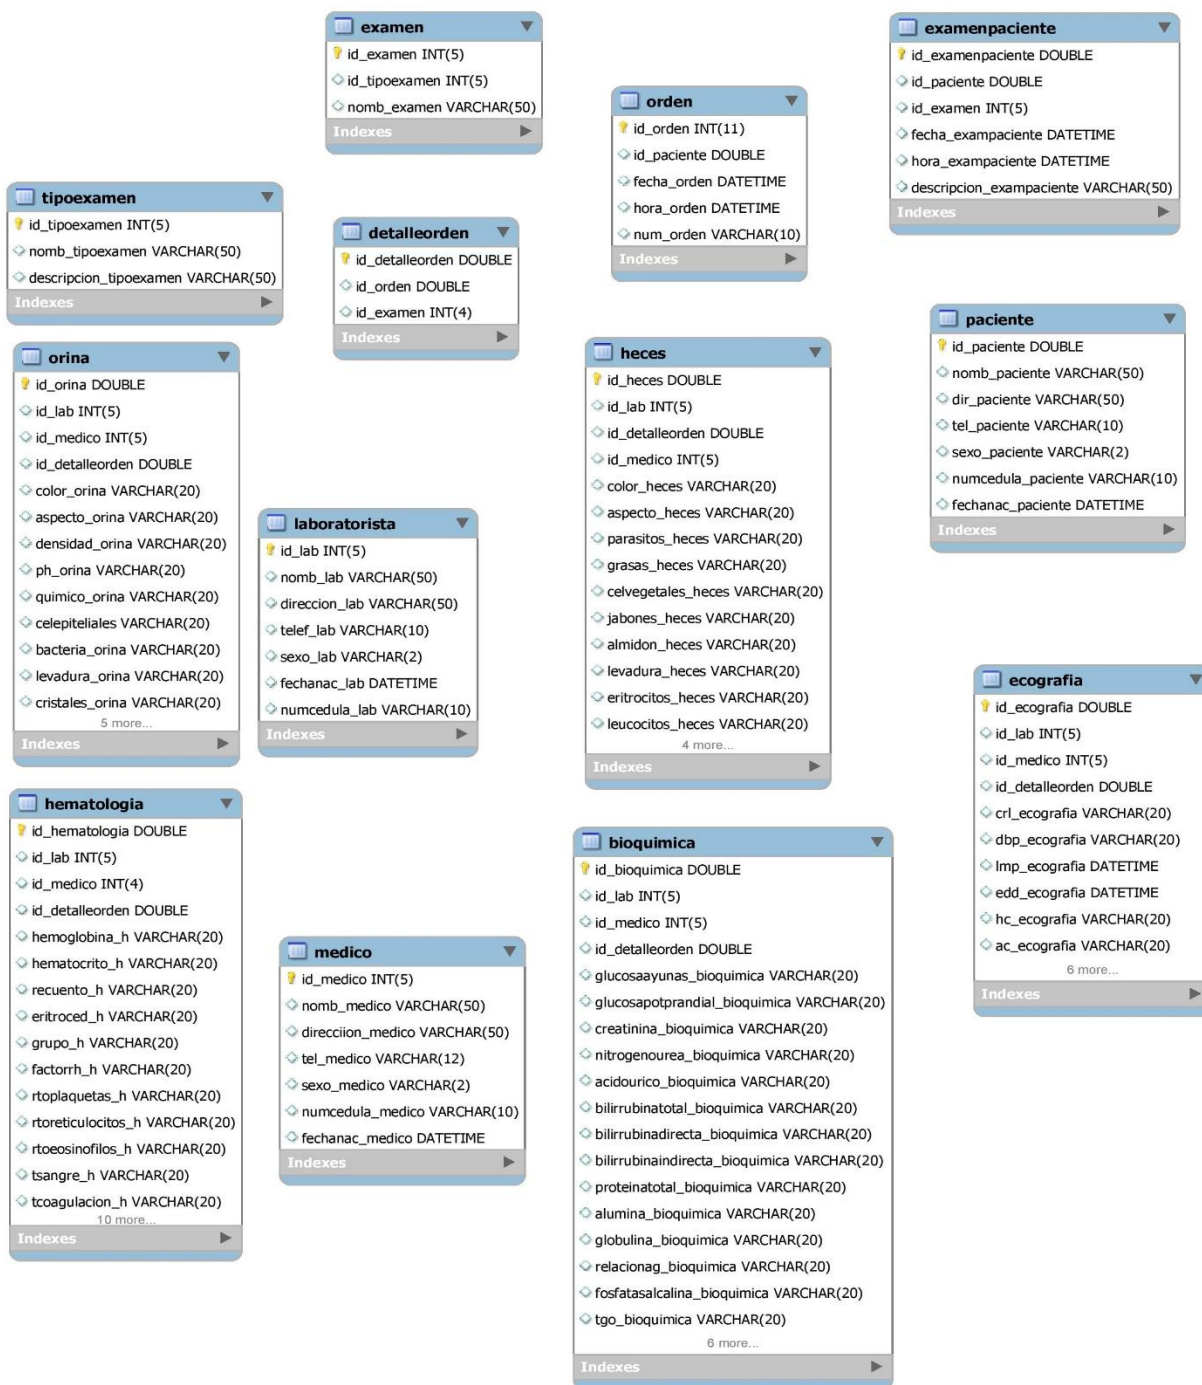 examen
id_examen INT(5)
id_tipoexamen INT(5)
nomb_examen VARCHAR(50)
Indexes
examenpaciente
id_examenpaciente DOUBLE
id_paciente DOUBLE
id_examen INT(5)
fecha_exampaciente DATETIME
hora_exampaciente DATETIME
descripcion_exampaciente VARCHAR(50)
Indexes
orden
id_orden INT(11)
id_paciente DOUBLE
fecha_orden DATETIME
hora_orden DATETIME
num_orden VARCHAR(10)
Indexes
tipoexamen
id_tipoexamen INT(5)
nomb_tipoexamen VARCHAR(50)
descripcion_tipoexamen VARCHAR(50)
Indexes
detalleorden
id_detalleorden DOUBLE
id_orden DOUBLE
id_examen INT(4)
Indexes
paciente
id_paciente DOUBLE
nomb_paciente VARCHAR(50)
dir_paciente VARCHAR(50)
tel_paciente VARCHAR(10)
sexo_paciente VARCHAR(2)
numcedula_paciente VARCHAR(10)
fechanac_paciente DATETIME
Indexes
orina
id_orina DOUBLE
id_lab INT(5)
id_medico INT(5)
id_detalleorden DOUBLE
color_orina VARCHAR(20)
aspecto_orina VARCHAR(20)
densidad_orina VARCHAR(20)
ph_orina VARCHAR(20)
quimico_orina VARCHAR(20)
celepiteliales VARCHAR(20)
bacteria_orina VARCHAR(20)
levadura_orina VARCHAR(20)
cristales_orina VARCHAR(20)
5 more...
Indexes
heces
id_heces DOUBLE
id_lab INT(5)
id_detalleorden DOUBLE
id_medico INT(5)
color_heces VARCHAR(20)
aspecto_heces VARCHAR(20)
parasitos_heces VARCHAR(20)
grasas_heces VARCHAR(20)
celvegetales_heces VARCHAR(20)
jabones_heces VARCHAR(20)
almidon_heces VARCHAR(20)
levadura_heces VARCHAR(20)
eritrocitos_heces VARCHAR(20)
leucocitos_heces VARCHAR(20)
4 more...
Indexes
laboratorista
id_lab INT(5)
nomb_lab VARCHAR(50)
direccion_lab VARCHAR(50)
telef_lab VARCHAR(10)
sexo_lab VARCHAR(2)
fechanac_lab DATETIME
numcedula_lab VARCHAR(10)
Indexes
ecografia
id_ecografia DOUBLE
id_lab INT(5)
id_medico INT(5)
id_detalleorden DOUBLE
crl_ecografia VARCHAR(20)
dbp_ecografia VARCHAR(20)
lmp_ecografia DATETIME
edd_ecografia DATETIME
hc_ecografia VARCHAR(20)
ac_ecografia VARCHAR(20)
6 more...
Indexes
hematologia
id_hematologia DOUBLE
id_lab INT(5)
id_medico INT(4)
id_detalleorden DOUBLE
hemoglobina_h VARCHAR(20)
hematocrito_h VARCHAR(20)
recuento_h VARCHAR(20)
eritroced_h VARCHAR(20)
grupo_h VARCHAR(20)
factorrh_h VARCHAR(20)
rtoplaquetas_h VARCHAR(20)
rtoreticulocitos_h VARCHAR(20)
rtoeosinofilos_h VARCHAR(20)
tsangre_h VARCHAR(20)
tcoagulacion_h VARCHAR(20)
10 more...
Indexes
bioquimica
id_bioquimica DOUBLE
id_lab INT(5)
id_medico INT(5)
id_detalleorden DOUBLE
glucosaayunas_bioquimica VARCHAR(20)
glucosapotprandial_bioquimica VARCHAR(20)
creatinina_bioquimica VARCHAR(20)
nitrogenourea_bioquimica VARCHAR(20)
acidourico_bioquimica VARCHAR(20)
bilirrubinatotal_bioquimica VARCHAR(20)
bilirrubinadirecta_bioquimica VARCHAR(20)
bilirrubinaindirecta_bioquimica VARCHAR(20)
proteinatotal_bioquimica VARCHAR(20)
alumina_bioquimica VARCHAR(20)
globulina_bioquimica VARCHAR(20)
relacionag_bioquimica VARCHAR(20)
fosfatasalcalina_bioquimica VARCHAR(20)
tgo_bioquimica VARCHAR(20)
6 more...
Indexes
medico
id_medico INT(5)
nomb_medico VARCHAR(50)
direcciion_medico VARCHAR(50)
tel_medico VARCHAR(12)
sexo_medico VARCHAR(2)
numcedula_medico VARCHAR(10)
fechanac_medico DATETIME
Indexes